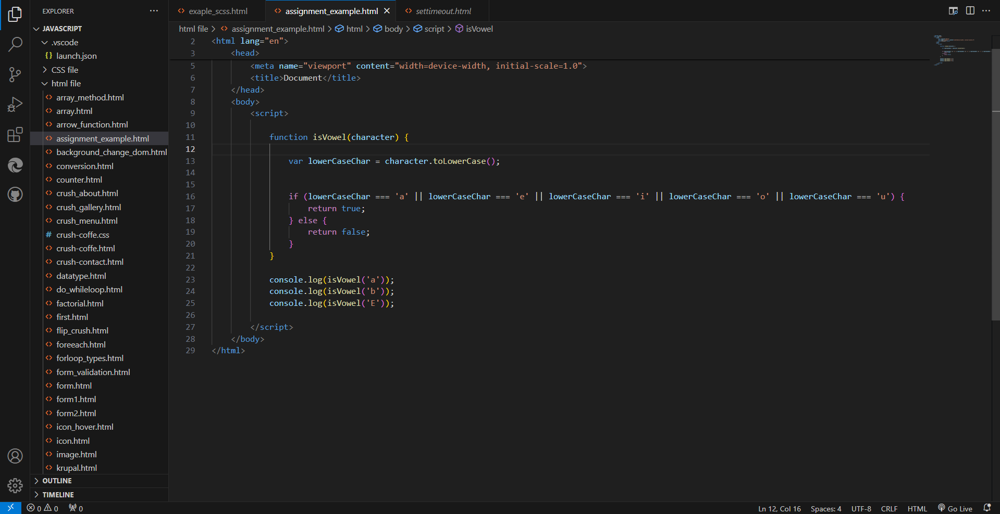 EXPLORER
JAVASCRIPT
.vscode
{} launch.json
CSS file
html file
array_method.html
array.html
arrow_function.html
assignment_example.html
background_change_dom.html
conversion.html
counter.html
crush_about.html
crush_gallery.html
crush_menu.html
# crush-coffe.css
crush-coffe.html
crush-contact.html
datatype.html
do_whileloop.html
factorial.html
first.html
flip_crush.html
foreeach.html
forloop_types.html
form_validation.html
form.html
form1.html
form2.html
icon_hover.html
icon.html
image.html
krupal.html
OUTLINE
TIMELINE
exaple_scss.html assignment_example.html settimeout.html
html file > assignment_example.html > html > body > script > isVowel
2 <html lang="en">
3 <head>
5 <meta name="viewport" content="width=device-width, initial-scale=1.0">
6 <title>Document</title>
7 </head>
8 <body>
9 <script>
10
11 function isVowel(character) {
12
13 var lowerCaseChar = character.toLowerCase();
14
15
16 if (lowerCaseChar === 'a' || lowerCaseChar === 'e' || lowerCaseChar === 'i' || lowerCaseChar === 'o' || lowerCaseChar === 'u') {
17 return true;
18 } else {
19 return false;
20 }
21 }
22
23 console.log(isVowel('a'));
24 console.log(isVowel('b'));
25 console.log(isVowel('E'));
26
27 </script>
28 </body>
29 </html>
0 0 0 Ln 12, Col 16 Spaces: 4 UTF-8 CRLF HTML Go Live